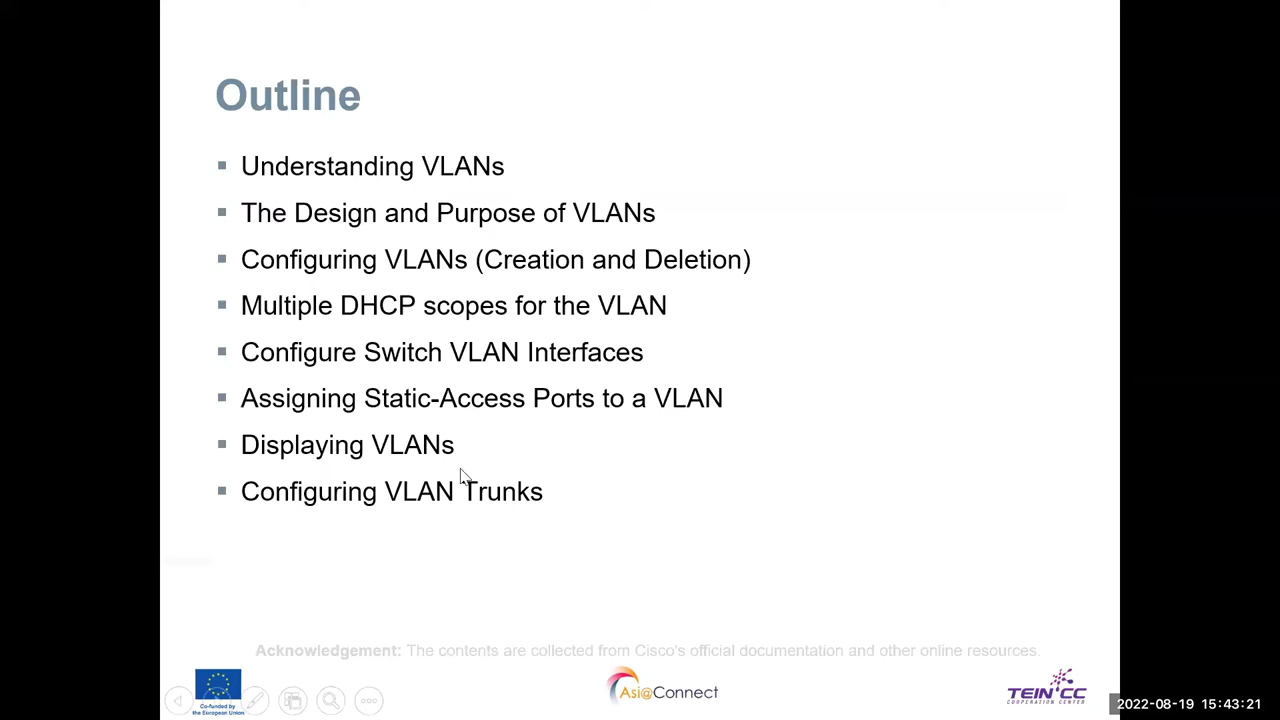 Outline
Understanding VLANs
The Design and Purpose of VLANs
Configuring VLANs (Creation and Deletion)
Multiple DHCP scopes for the VLAN
Configure Switch VLAN Interfaces
Assigning Static-Access Ports to a VLAN
Displaying VLANs
Configuring VLAN Trunks
Acknowledgement: The contents are collected from Cisco's official documentation and other online resources.
Co-funded by
the European Union
Asi@Connect
TEIN*CC
COOPERATION CENTER
2022-08-19 15:43:21